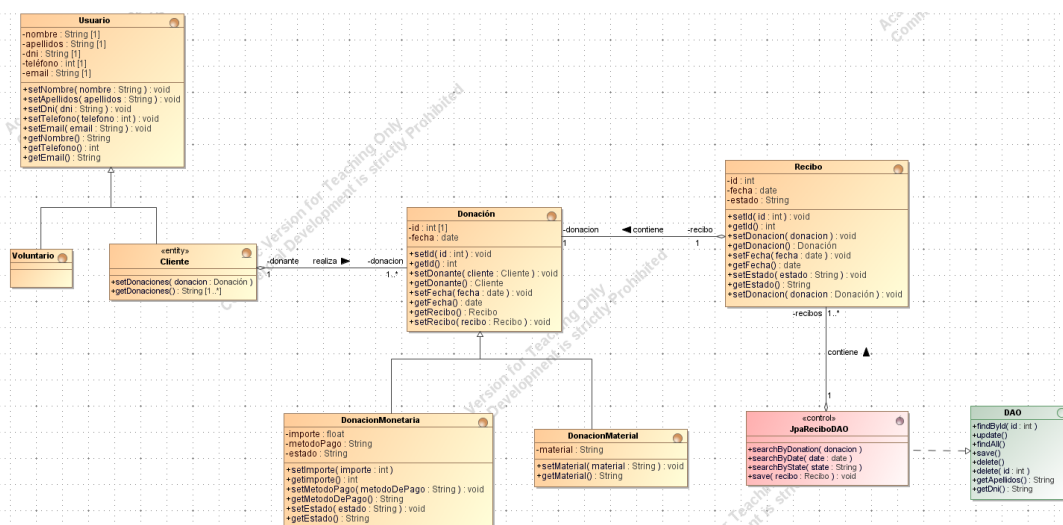 Usuario
-nombre : String [1]
-apellidos : String [1]
-dni : String [1]
-teléfono : int [1]
-email : String [1]
+setNombre( nombre : String ) : void
+setApellidos( apellidos : String ) : void
+setDni( dni : String ) : void
+setTelefono( telefono : int ) : void
+setEmail( email : String ) : void
+getNombre() : String
+getTelefono() : int
+getEmail() : String
Voluntario
«entity»
Cliente
+setDonaciones( donacion : Donación )
+getDonaciones() : String [1..*]
-donante
realiza
-donacion
1
1..*
Donación
-id : int [1]
-fecha : date
+setId( id : int ) : void
+getId() : int
+setDonante( cliente : Cliente ) : void
+getDonante() : Cliente
+setFecha( fecha : date ) : void
+getFecha() : date
+getRecibo() : Recibo
+setRecibo( recibo : Recibo ) : void
-donacion
contiene
-recibo
1
1
Recibo
-id : int
-fecha : date
-estado : String
+setId( id : int ) : void
+getId() : int
+setDonacion( donacion ) : void
+getDonacion() : Donación
+setFecha( fecha : date ) : void
+getFecha() : date
+setEstado( estado : String ) : void
+getEstado() : String
+setDonacion( donacion : Donación ) : void
-recibos
1..*
contiene
1
DonacionMonetaria
-importe : float
-metodoPago : String
-estado : String
+setImporte( importe : int )
+getImporte() : int
+setMetodoPago( metodoDePago : String ) : void
+getMetodoDePago() : String
+setEstado( estado : String ) : void
+getEstado() : String
DonacionMaterial
-material : String
+setMaterial( material : String ) : void
+getMaterial() : String
«control»
JpaReciboDAO
+searchByDonation( donacion )
+searchByDate( date : date )
+searchByState( state : String )
+save( recibo : Recibo ) : void
DAO
+findById( id : int )
+update()
+findAll()
+save()
+delete()
+delete( id : int )
+getApellidos() : String
+getDni() : String
Version for Teaching Only
Development is strictly Prohibited
Version for Teaching Only
Development is strictly Prohibited